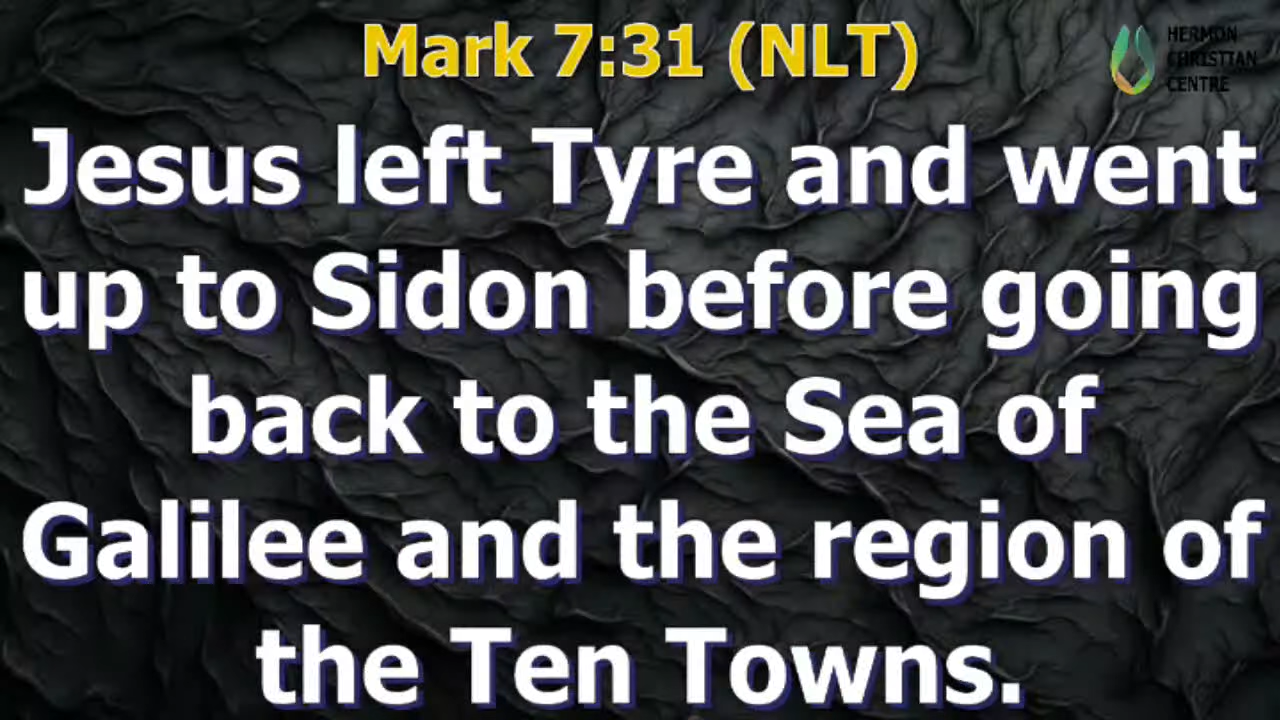 Mark 7:31 (NLT)
HERMON
CHRISTIAN
CENTRE
Jesus left Tyre and went
up to Sidon before going
back to the Sea of
Galilee and the region of
the Ten Towns.